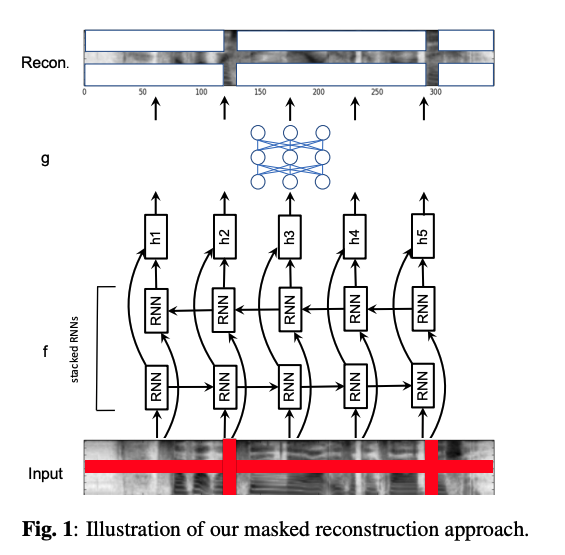 Recon.
0 50 100 150 200 250 300
g
h1 h2 h3 h4 h5
RNN RNN RNN RNN RNN
f
stacked RNNs
RNN RNN RNN RNN RNN
Input
Fig. 1: Illustration of our masked reconstruction approach.